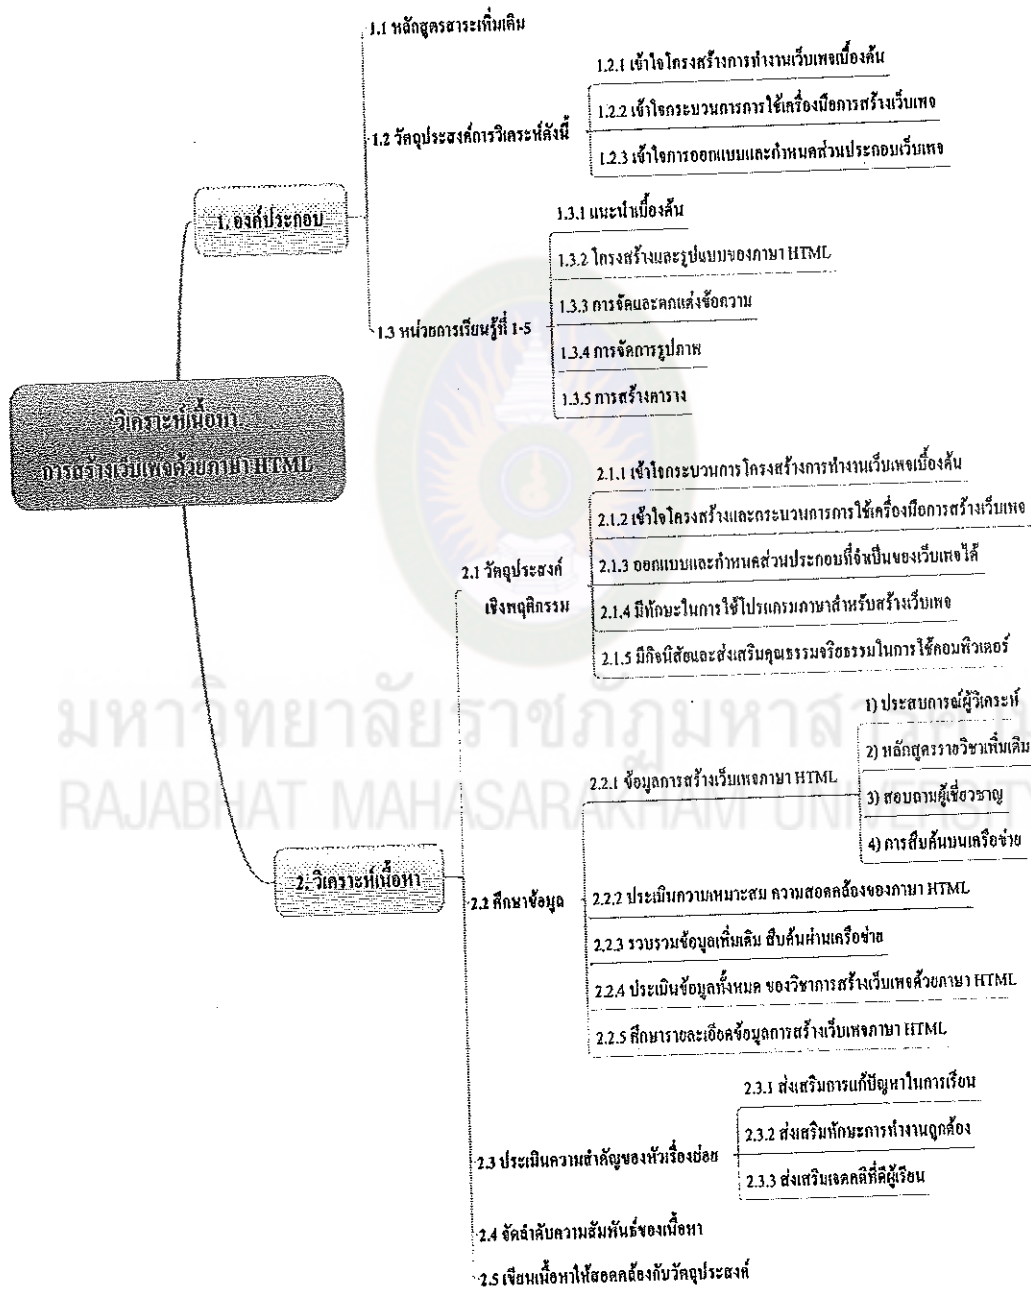 1.1 หลักสูตรสาระเพิ่มเติม
1.2 วัตถุประสงค์การวิเคราะห์ดังนี้
1.2.1 เข้าใจโครงสร้างการทำงานเว็บเพจเบื้องต้น
1.2.2 เข้าใจกระบวนการการใช้เครื่องมือการสร้างเว็บเพจ
1.2.3 เข้าใจการออกแบบและกำหนดส่วนประกอบเว็บเพจ
1. องค์ประกอบ
1.3 หน่วยการเรียนรู้ที่ 1-5
1.3.1 แนะนำเบื้องต้น
1.3.2 โครงสร้างและรูปแบบของภาษา HTML
1.3.3 การจัดและตกแต่งข้อความ
1.3.4 การจัดการรูปภาพ
1.3.5 การสร้างตาราง
วิเคราะห์เนื้อหา
การสร้างเว็บเพจด้วยภาษา HTML
2.1 วัตถุประสงค์
เชิงพฤติกรรม
2.1.1 เข้าใจกระบวนการโครงสร้างการทำงานเว็บเพจเบื้องต้น
2.1.2 เข้าใจโครงสร้างและกระบวนการการใช้เครื่องมือการสร้างเว็บเพจ
2.1.3 ออกแบบและกำหนดส่วนประกอบที่จำเป็นของเว็บเพจได้
2.1.4 มีทักษะในการใช้โปรแกรมภาษาสำหรับสร้างเว็บเพจ
2.1.5 มีกิจนิสัยและส่งเสริมคุณธรรมจริยธรรมในการใช้คอมพิวเตอร์
มหาวิทยาลัยราชภัฏมหาสารคาม
RAJABHAT MAHASARAKHAM UNIVERSITY
2. วิเคราะห์เนื้อหา
2.2 ศึกษาข้อมูล
2.2.1 ข้อมูลการสร้างเว็บเพจภาษา HTML
1) ประสบการณ์ผู้วิเคราะห์
2) หลักสูตรรายวิชาเพิ่มเติม
3) สอบถามผู้เชี่ยวชาญ
4) การสืบค้นบนเครือข่าย
2.2.2 ประเมินความเหมาะสม ความสอดคล้องของภาษา HTML
2.2.3 รวบรวมข้อมูลเพิ่มเติม สืบค้นผ่านเครือข่าย
2.2.4 ประเมินข้อมูลทั้งหมด ของวิชาการสร้างเว็บเพจด้วยภาษา HTML
2.2.5 ศึกษารายละเอียดข้อมูลการสร้างเว็บเพจภาษา HTML
2.3 ประเมินความสำคัญของหัวเรื่องย่อย
2.3.1 ส่งเสริมการแก้ปัญหาในการเรียน
2.3.2 ส่งเสริมทักษะการทำงานถูกต้อง
2.3.3 ส่งเสริมเจตคติที่ดีผู้เรียน
2.4 จัดลำดับความสัมพันธ์ของเนื้อหา
2.5 เขียนเนื้อหาให้สอดคล้องกับวัตถุประสงค์